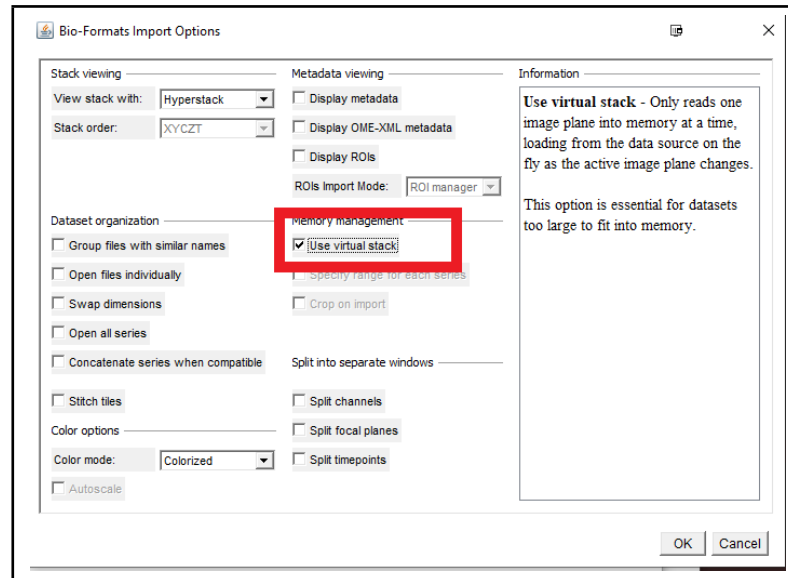 Bio-Formats Import Options
Stack viewing
View stack with: Hyperstack
Stack order: XYCZT
Metadata viewing
Display metadata
Display OME-XML metadata
Display ROIs
ROIs Import Mode: ROI manager
Dataset organization
Group files with similar names
Open files individually
Swap dimensions
Open all series
Concatenate series when compatible
Stitch tiles
Memory management
Use virtual stack
Specify range for each series
Crop on import
Split into separate windows
Split channels
Split focal planes
Split timepoints
Color options
Color mode: Colorized
Autoscale
Information
Use virtual stack - Only reads one
image plane into memory at a time,
loading from the data source on the
fly as the active image plane changes.
This option is essential for datasets
too large to fit into memory.
OK Cancel